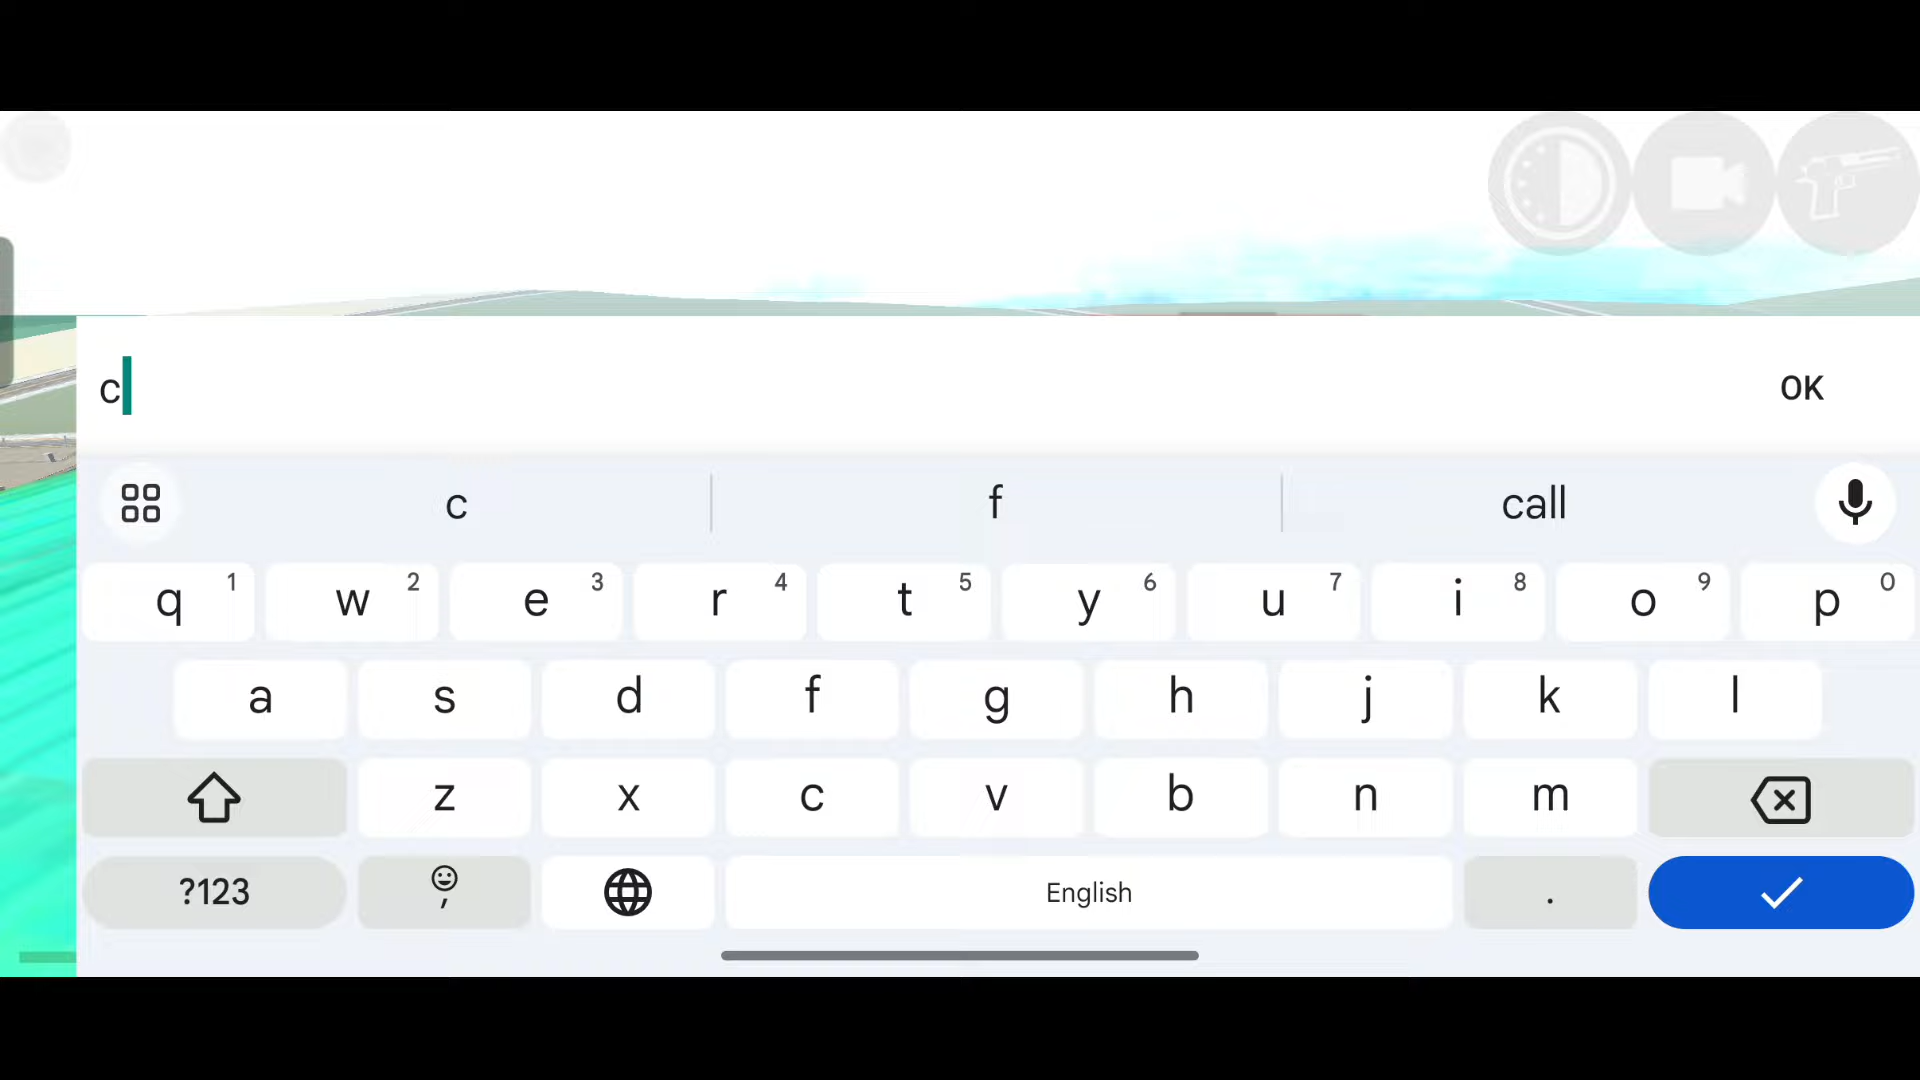 c
OK
c f call
q 1 w 2 e 3 r 4 t 5 y 6 u 7 i 8 o 9 p 0
a s d f g h j k l
z x c v b n m
?123 , English .